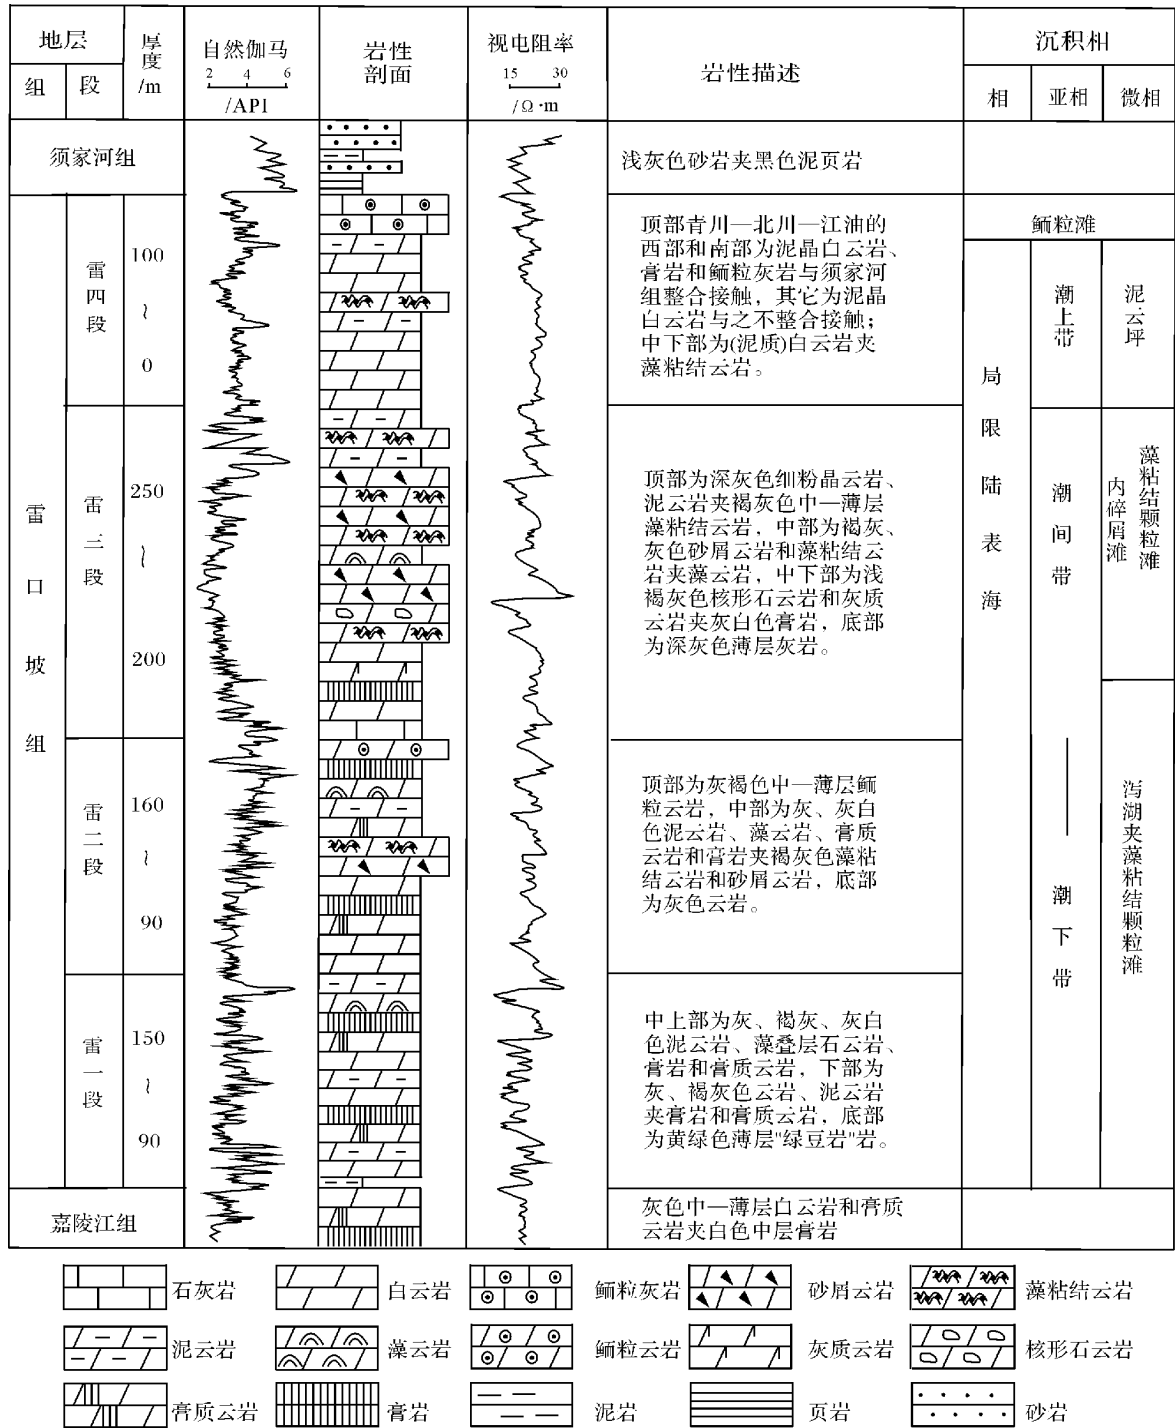 地层
厚度/m
自然伽马
2 4 6
/API
岩性剖面
视电阻率
15 30
/Ω·m
岩性描述
沉积相
组
段
相
亚相
微相
须家河组
浅灰色砂岩夹黑色泥页岩
雷口坡组
雷四段
100
~
0
顶部青川—北川—江油的
西部和南部为泥晶白云岩、
膏岩和鲕粒灰岩与须家河
组整合接触，其它为泥晶
白云岩与之不整合接触；
中下部为(泥质)白云岩夹
藻粘结云岩。
鲕粒滩
局限陆表海
潮上带
泥云坪
雷三段
250
~
200
顶部为深灰色细粉晶云岩、
泥云岩夹褐灰色中—薄层
藻粘结云岩，中部为褐灰、
灰色砂屑云岩和藻粘结云
岩夹藻云岩，中下部为浅
褐灰色核形石云岩和灰质
云岩夹灰白色膏岩，底部
为深灰色薄层灰岩。
潮间带
内碎屑滩
藻粘结颗粒滩
雷二段
160
~
90
顶部为灰褐色中—薄层鲕
粒云岩，中部为灰、灰白
色泥云岩、藻云岩、膏质
云岩和膏岩夹褐灰色藻粘
结云岩和砂屑云岩，底部
为灰色云岩。
潮下带
泻湖夹藻粘结颗粒滩
雷一段
150
~
90
中上部为灰、褐灰、灰白
色泥云岩、藻叠层石云岩、
膏岩和膏质云岩，下部为
灰、褐灰色云岩、泥云岩
夹膏岩和膏质云岩，底部
为黄绿色薄层"绿豆岩"岩。
嘉陵江组
灰色中—薄层白云岩和膏质
云岩夹白色中层膏岩
石灰岩
白云岩
鲕粒灰岩
砂屑云岩
藻粘结云岩
泥云岩
藻云岩
鲕粒云岩
灰质云岩
核形石云岩
膏质云岩
膏岩
泥岩
页岩
砂岩